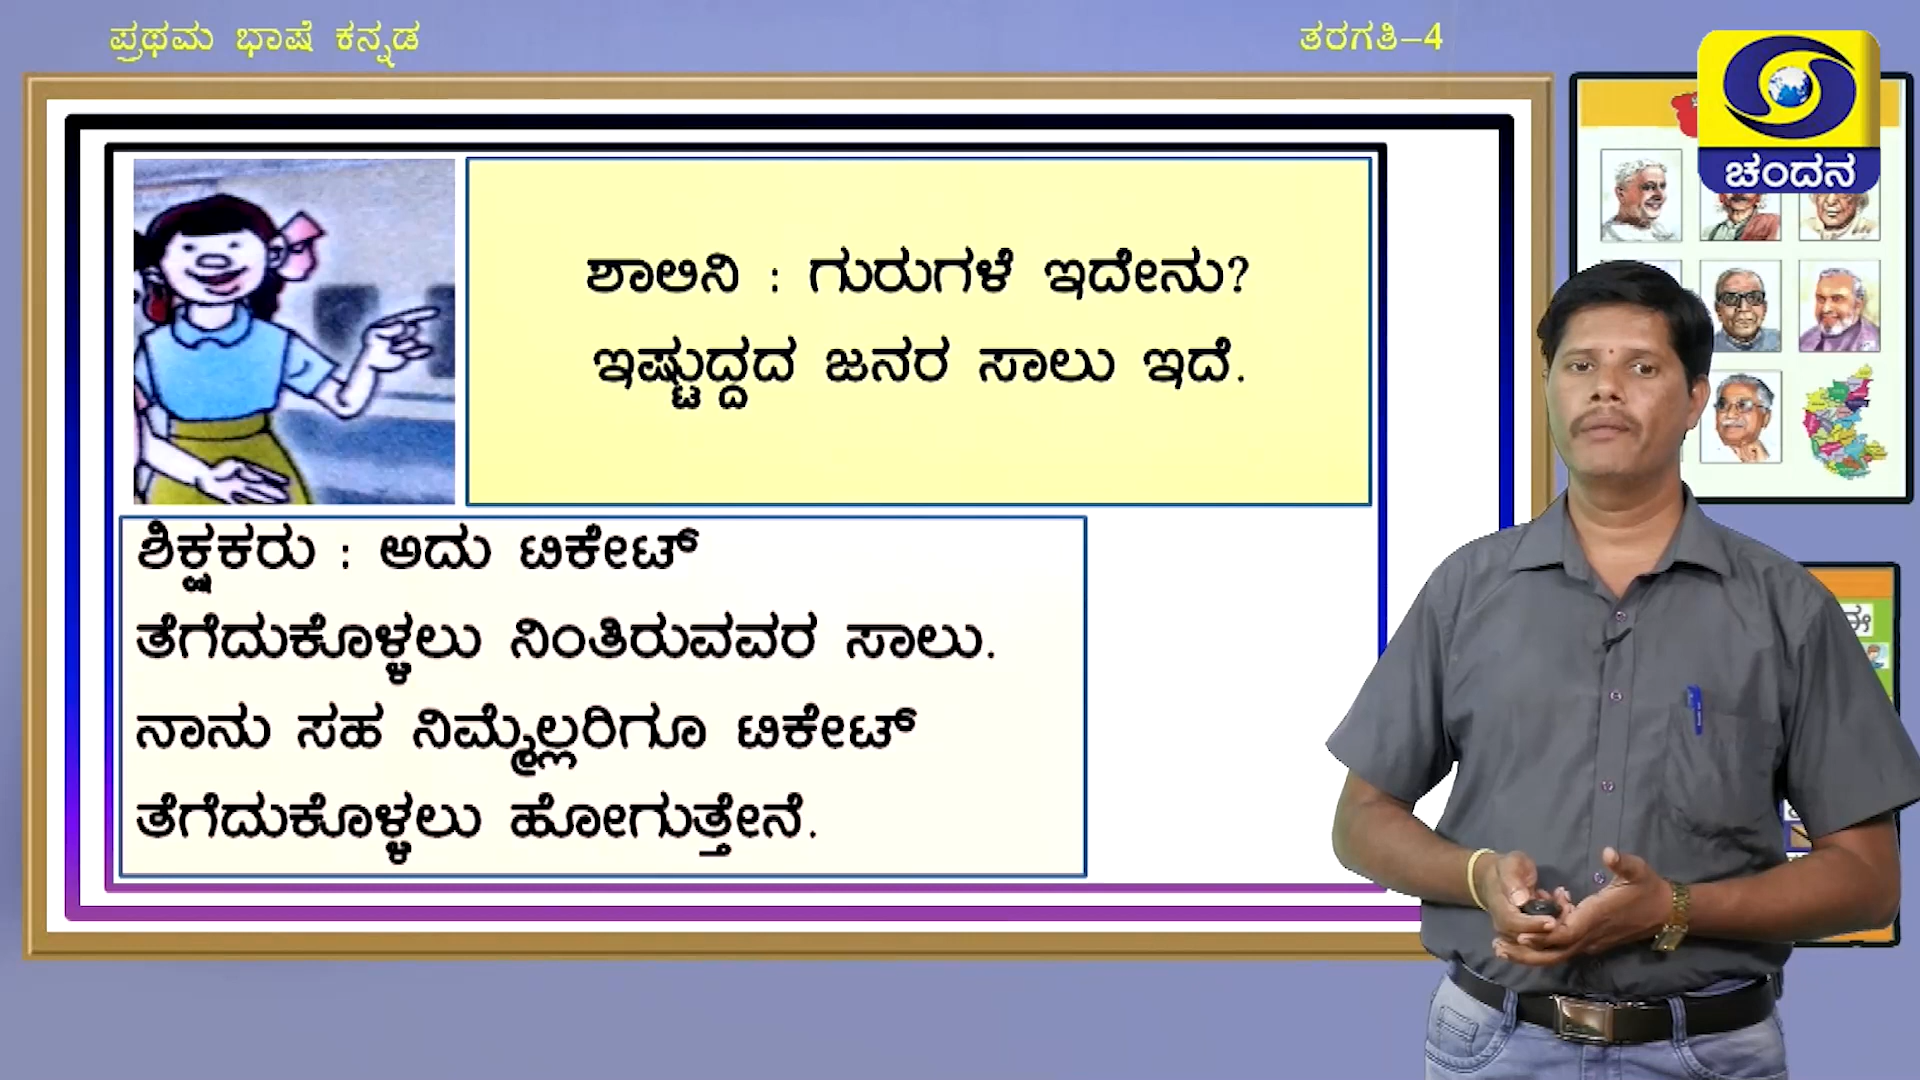 ಪ್ರಥಮ ಭಾಷೆ ಕನ್ನಡ
ತರಗತಿ–4
ಚಂದನ
ಶಾಲಿನಿ : ಗುರುಗಳೆ ಇದೇನು?
ಇಷ್ಟುದ್ದದ ಜನರ ಸಾಲು ಇದೆ.
ಶಿಕ್ಷಕರು : ಅದು ಟಿಕೇಟ್
ತೆಗೆದುಕೊಳ್ಳಲು ನಿಂತಿರುವವರ ಸಾಲು.
ನಾನು ಸಹ ನಿಮ್ಮೆಲ್ಲರಿಗೂ ಟಿಕೇಟ್
ತೆಗೆದುಕೊಳ್ಳಲು ಹೋಗುತ್ತೇನೆ.